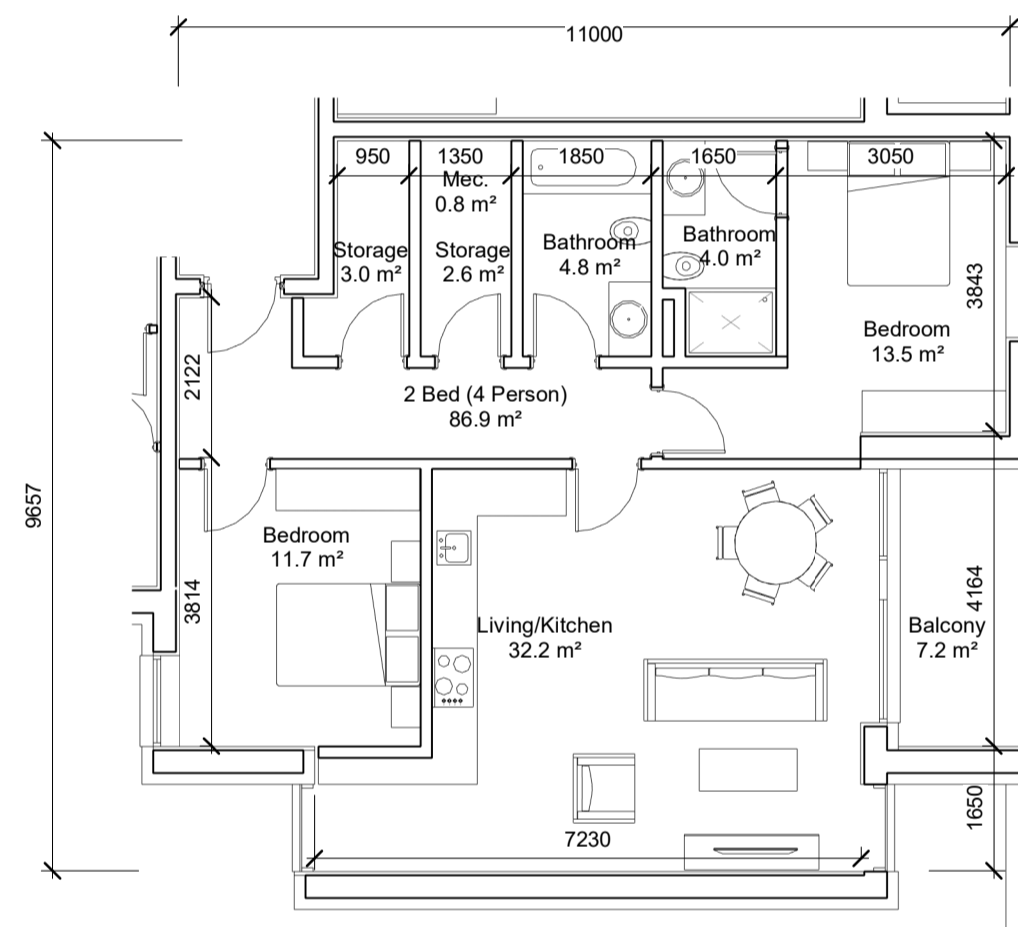 11000
950
1350
1850
1650
3050
Mec.
0.8 m²
Storage
3.0 m²
Storage
2.6 m²
Bathroom
4.8 m²
Bathroom
4.0 m²
3843
Bedroom
13.5 m²
2122
2 Bed (4 Person)
86.9 m²
9657
Bedroom
11.7 m²
3814
Living/Kitchen
32.2 m²
4164
Balcony
7.2 m²
1650
7230